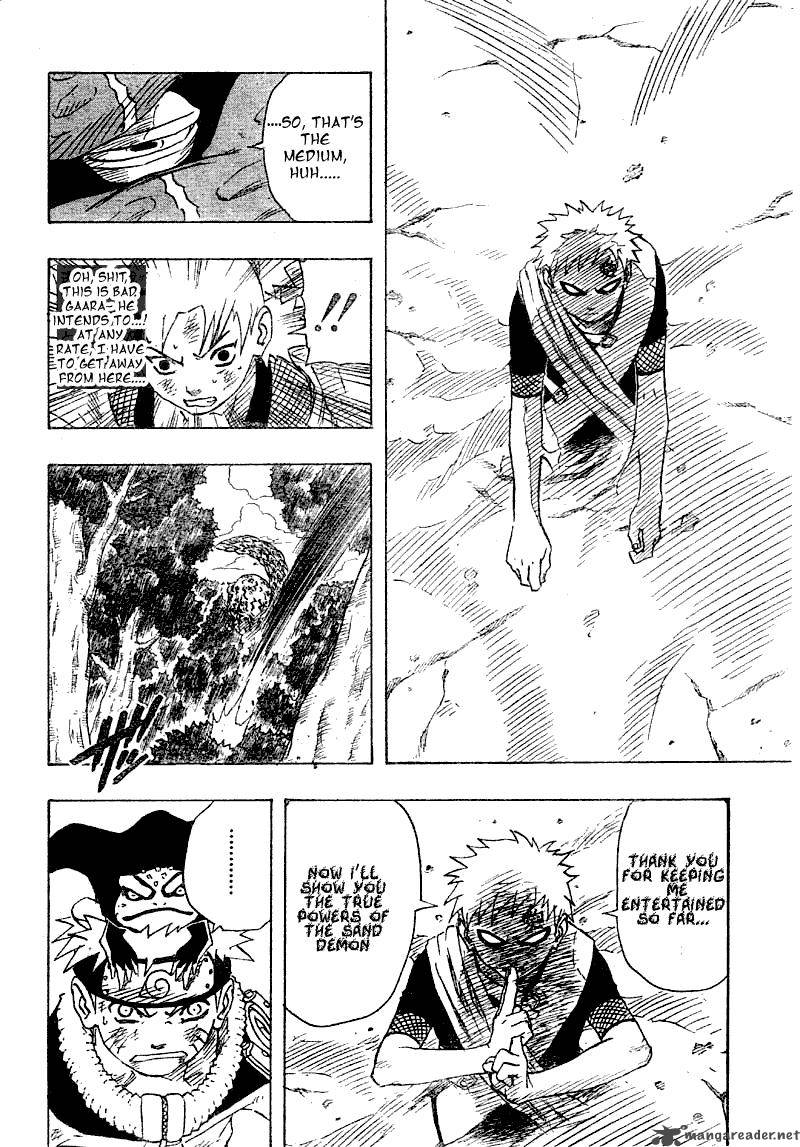 ....SO, THAT'S
THE
MEDIUM,
HUH.....
OH, SHIT,
THIS IS BAD.
GAARA- HE
INTENDS TO...!
AT ANY
RATE, I HAVE
TO GET AWAY
FROM HERE....
!!
THANK YOU
FOR KEEPING
ME
ENTERTAINED
SO FAR...
NOW I'LL
SHOW YOU
THE TRUE
POWERS OF
THE SAND
DEMON
.........
mangareader.net